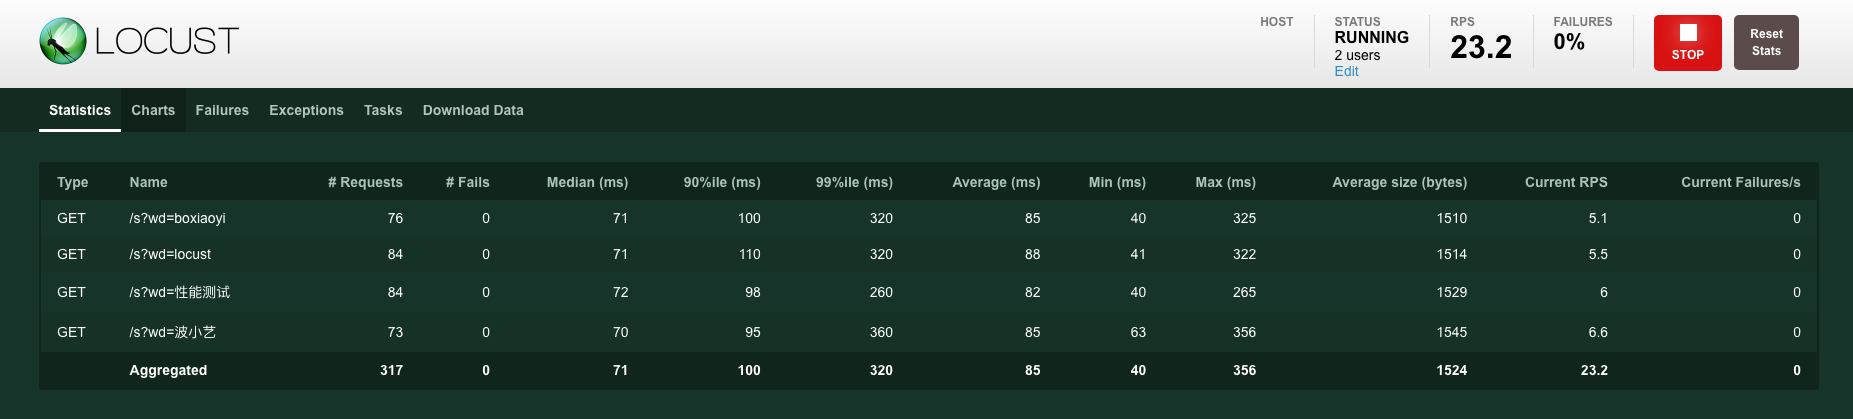 LOCUST
HOST
STATUS
RUNNING
2 users
Edit
RPS
23.2
FAILURES
0%
STOP
Reset
Stats
Statistics Charts Failures Exceptions Tasks Download Data
Type Name # Requests # Fails Median (ms) 90%ile (ms) 99%ile (ms) Average (ms) Min (ms) Max (ms) Average size (bytes) Current RPS Current Failures/s
GET /s?wd=boxiaoyi 76 0 71 100 320 85 40 325 1510 5.1 0
GET /s?wd=locust 84 0 71 110 320 88 41 322 1514 5.5 0
GET /s?wd=性能测试 84 0 72 98 260 82 40 265 1529 6 0
GET /s?wd=波小艺 73 0 70 95 360 85 63 356 1545 6.6 0
Aggregated 317 0 71 100 320 85 40 356 1524 23.2 0